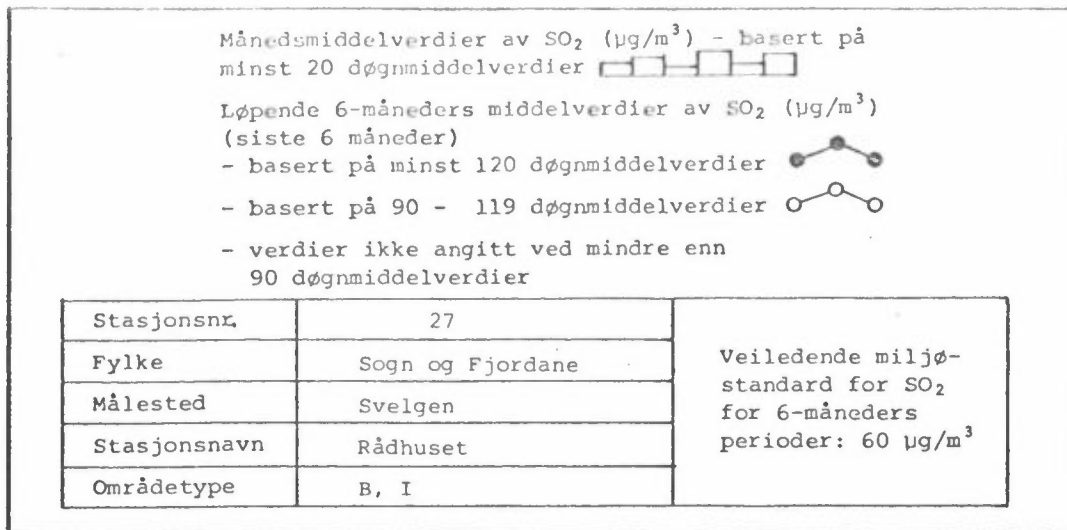 Månedsmiddelverdier av SO₂ (µg/m³) - basert på
minst 20 døgnmiddelverdier
Løpende 6-måneders middelverdier av SO₂ (µg/m³)
(siste 6 måneder)
- basert på minst 120 døgnmiddelverdier
- basert på 90 - 119 døgnmiddelverdier
- verdier ikke angitt ved mindre enn
90 døgnmiddelverdier
Stasjonsnr. 27
Fylke Sogn og Fjordane
Målested Svelgen
Stasjonsnavn Rådhuset
Områdetype B, I
Veiledende miljø-
standard for SO₂
for 6-måneders
perioder: 60 µg/m³